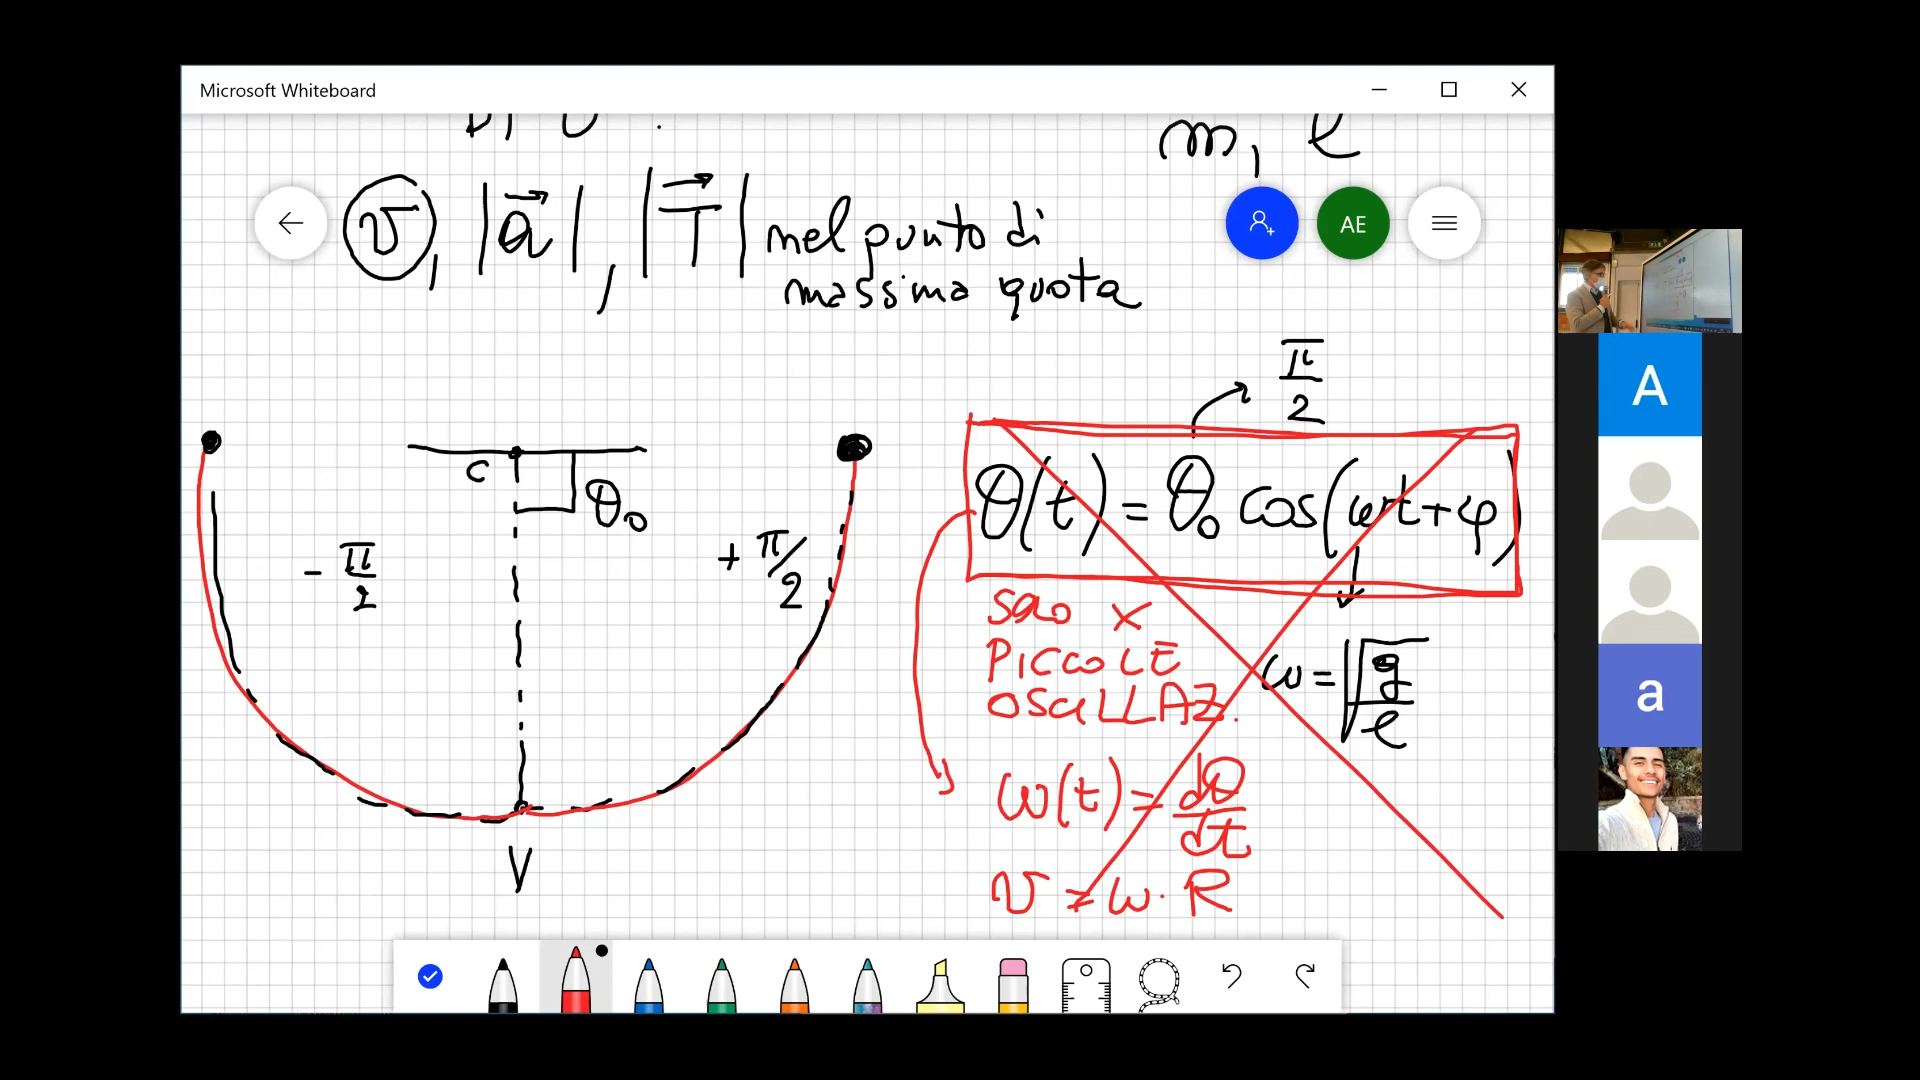 Microsoft Whiteboard
m, l
v, |a|, |T| nel punto di
massima quota
AE
A
π/2
C
θ₀
θ(t) = θ₀ cos(ωt+φ)
- π/2
+ π/2
SOLO X
PICCOLE
OSCILLAZ.
ω = √g/l
a
ω(t) = dθ/dt
V
v = ω · R